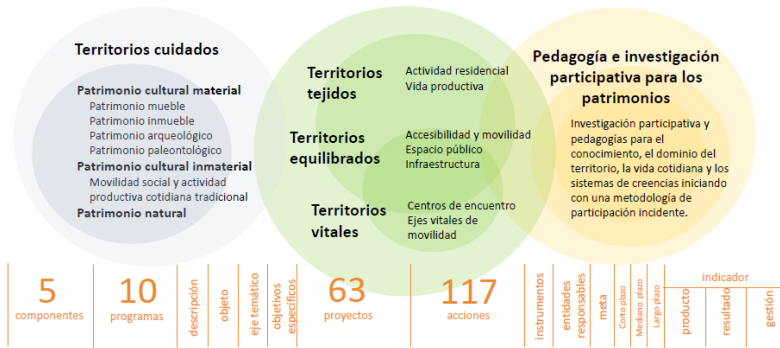 Territorios cuidados
Patrimonio cultural material
Patrimonio mueble
Patrimonio inmueble
Patrimonio arqueológico
Patrimonio paleontológico
Patrimonio cultural inmaterial
Movilidad social y actividad
productiva cotidiana tradicional
Patrimonio natural
Territorios
tejidos
Actividad residencial
Vida productiva
Territorios
equilibrados
Accesibilidad y movilidad
Espacio público
Infraestructura
Territorios
vitales
Centros de encuentro
Ejes vitales de
movilidad
Pedagogía e investigación
participativa para los
patrimonios
Investigación participativa y
pedagogías para el
conocimiento, el dominio del
territorio, la vida cotidiana y los
sistemas de creencias iniciando
con una metodología de
participación incidente.
5
componentes
10
programas
descripción
objeto
eje temático
objetivos
específicos
63
proyectos
117
acciones
instrumentos
entidades
responsables
meta
Corto plazo
Mediano plazo
Largo plazo
indicador
producto
resultado
gestión